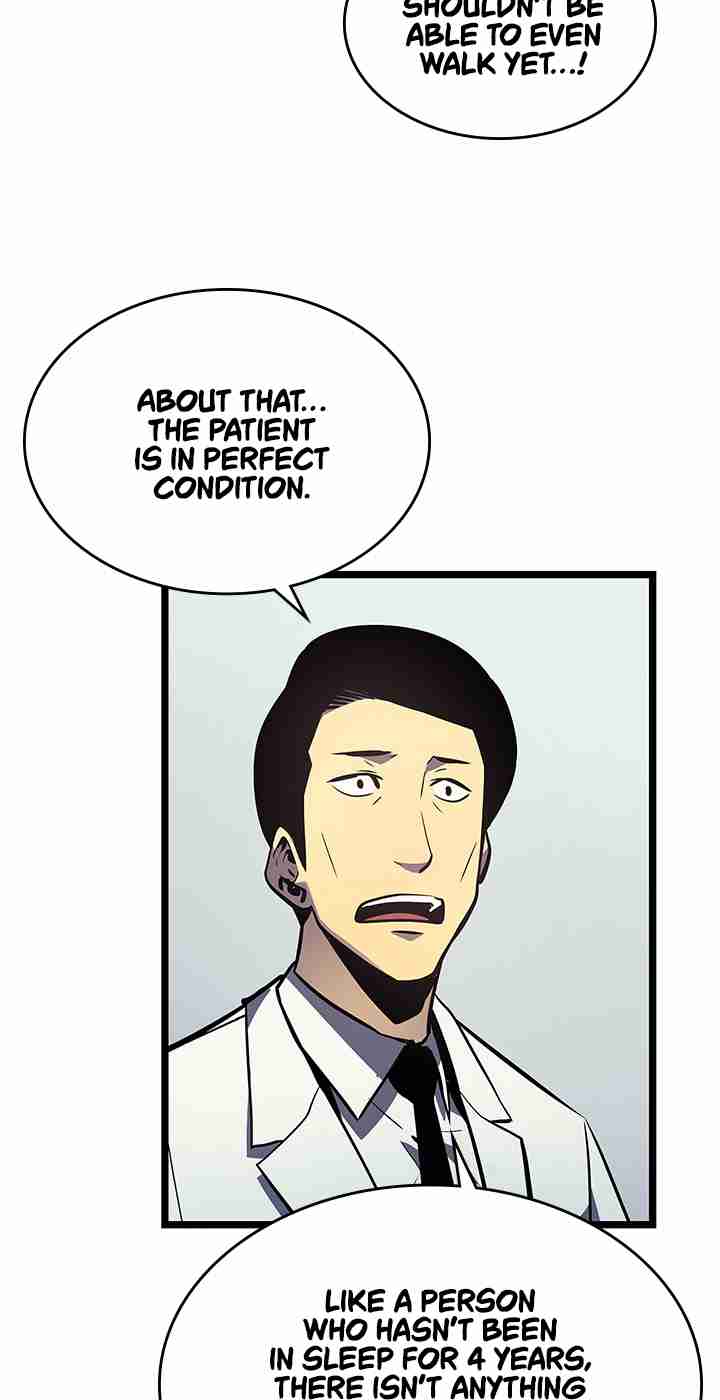 SHOULDN'T BE
ABLE TO EVEN
WALK YET...!
ABOUT THAT...
THE PATIENT
IS IN PERFECT
CONDITION.
LIKE A PERSON
WHO HASN'T BEEN
IN SLEEP FOR 4 YEARS,
THERE ISN'T ANYTHING